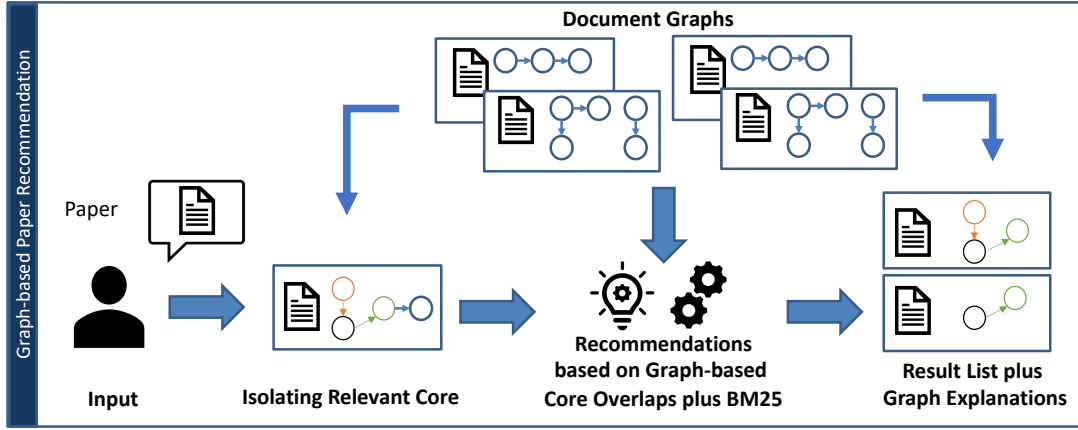 Graph-based Paper Recommendation
Document Graphs
Paper
Input
Isolating Relevant Core
Recommendations
based on Graph-based
Core Overlaps plus BM25
Result List plus
Graph Explanations